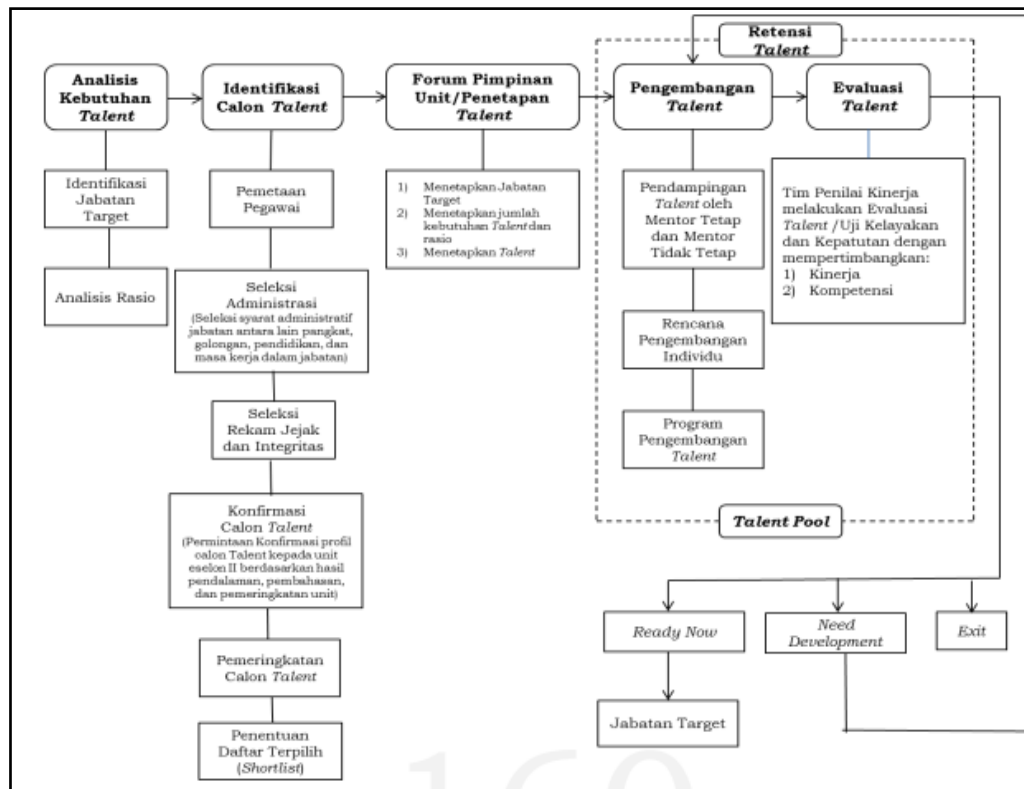 Analisis
Kebutuhan
Talent
Identifikasi
Jabatan
Target
Analisis Rasio
Identifikasi
Calon Talent
Pemetaan
Pegawai
Seleksi
Administrasi
(Seleksi syarat administratif
jabatan antara lain pangkat,
golongan, pendidikan, dan
masa kerja dalam jabatan)
Seleksi
Rekam Jejak
dan Integritas
Konfirmasi
Calon Talent
(Permintaan Konfirmasi profil
calon Talent kepada unit
eselon II berdasarkan hasil
pendalaman, pembahasan,
dan pemeringkatan unit)
Pemeringkatan
Calon Talent
Penentuan
Daftar Terpilih
(Shortlist)
Forum Pimpinan
Unit/Penetapan
Talent
1) Menetapkan Jabatan
Target
2) Menetapkan jumlah
kebutuhan Talent dan
rasio
3) Menetapkan Talent
Retensi
Talent
Pengembangan
Talent
Pendampingan
Talent oleh
Mentor Tetap
dan Mentor
Tidak Tetap
Rencana
Pengembangan
Individu
Program
Pengembangan
Talent
Evaluasi
Talent
Tim Penilai Kinerja
melakukan Evaluasi
Talent /Uji Kelayakan
dan Kepatutan dengan
mempertimbangkan:
1) Kinerja
2) Kompetensi
Talent Pool
Ready Now
Jabatan Target
Need
Development
Exit
160